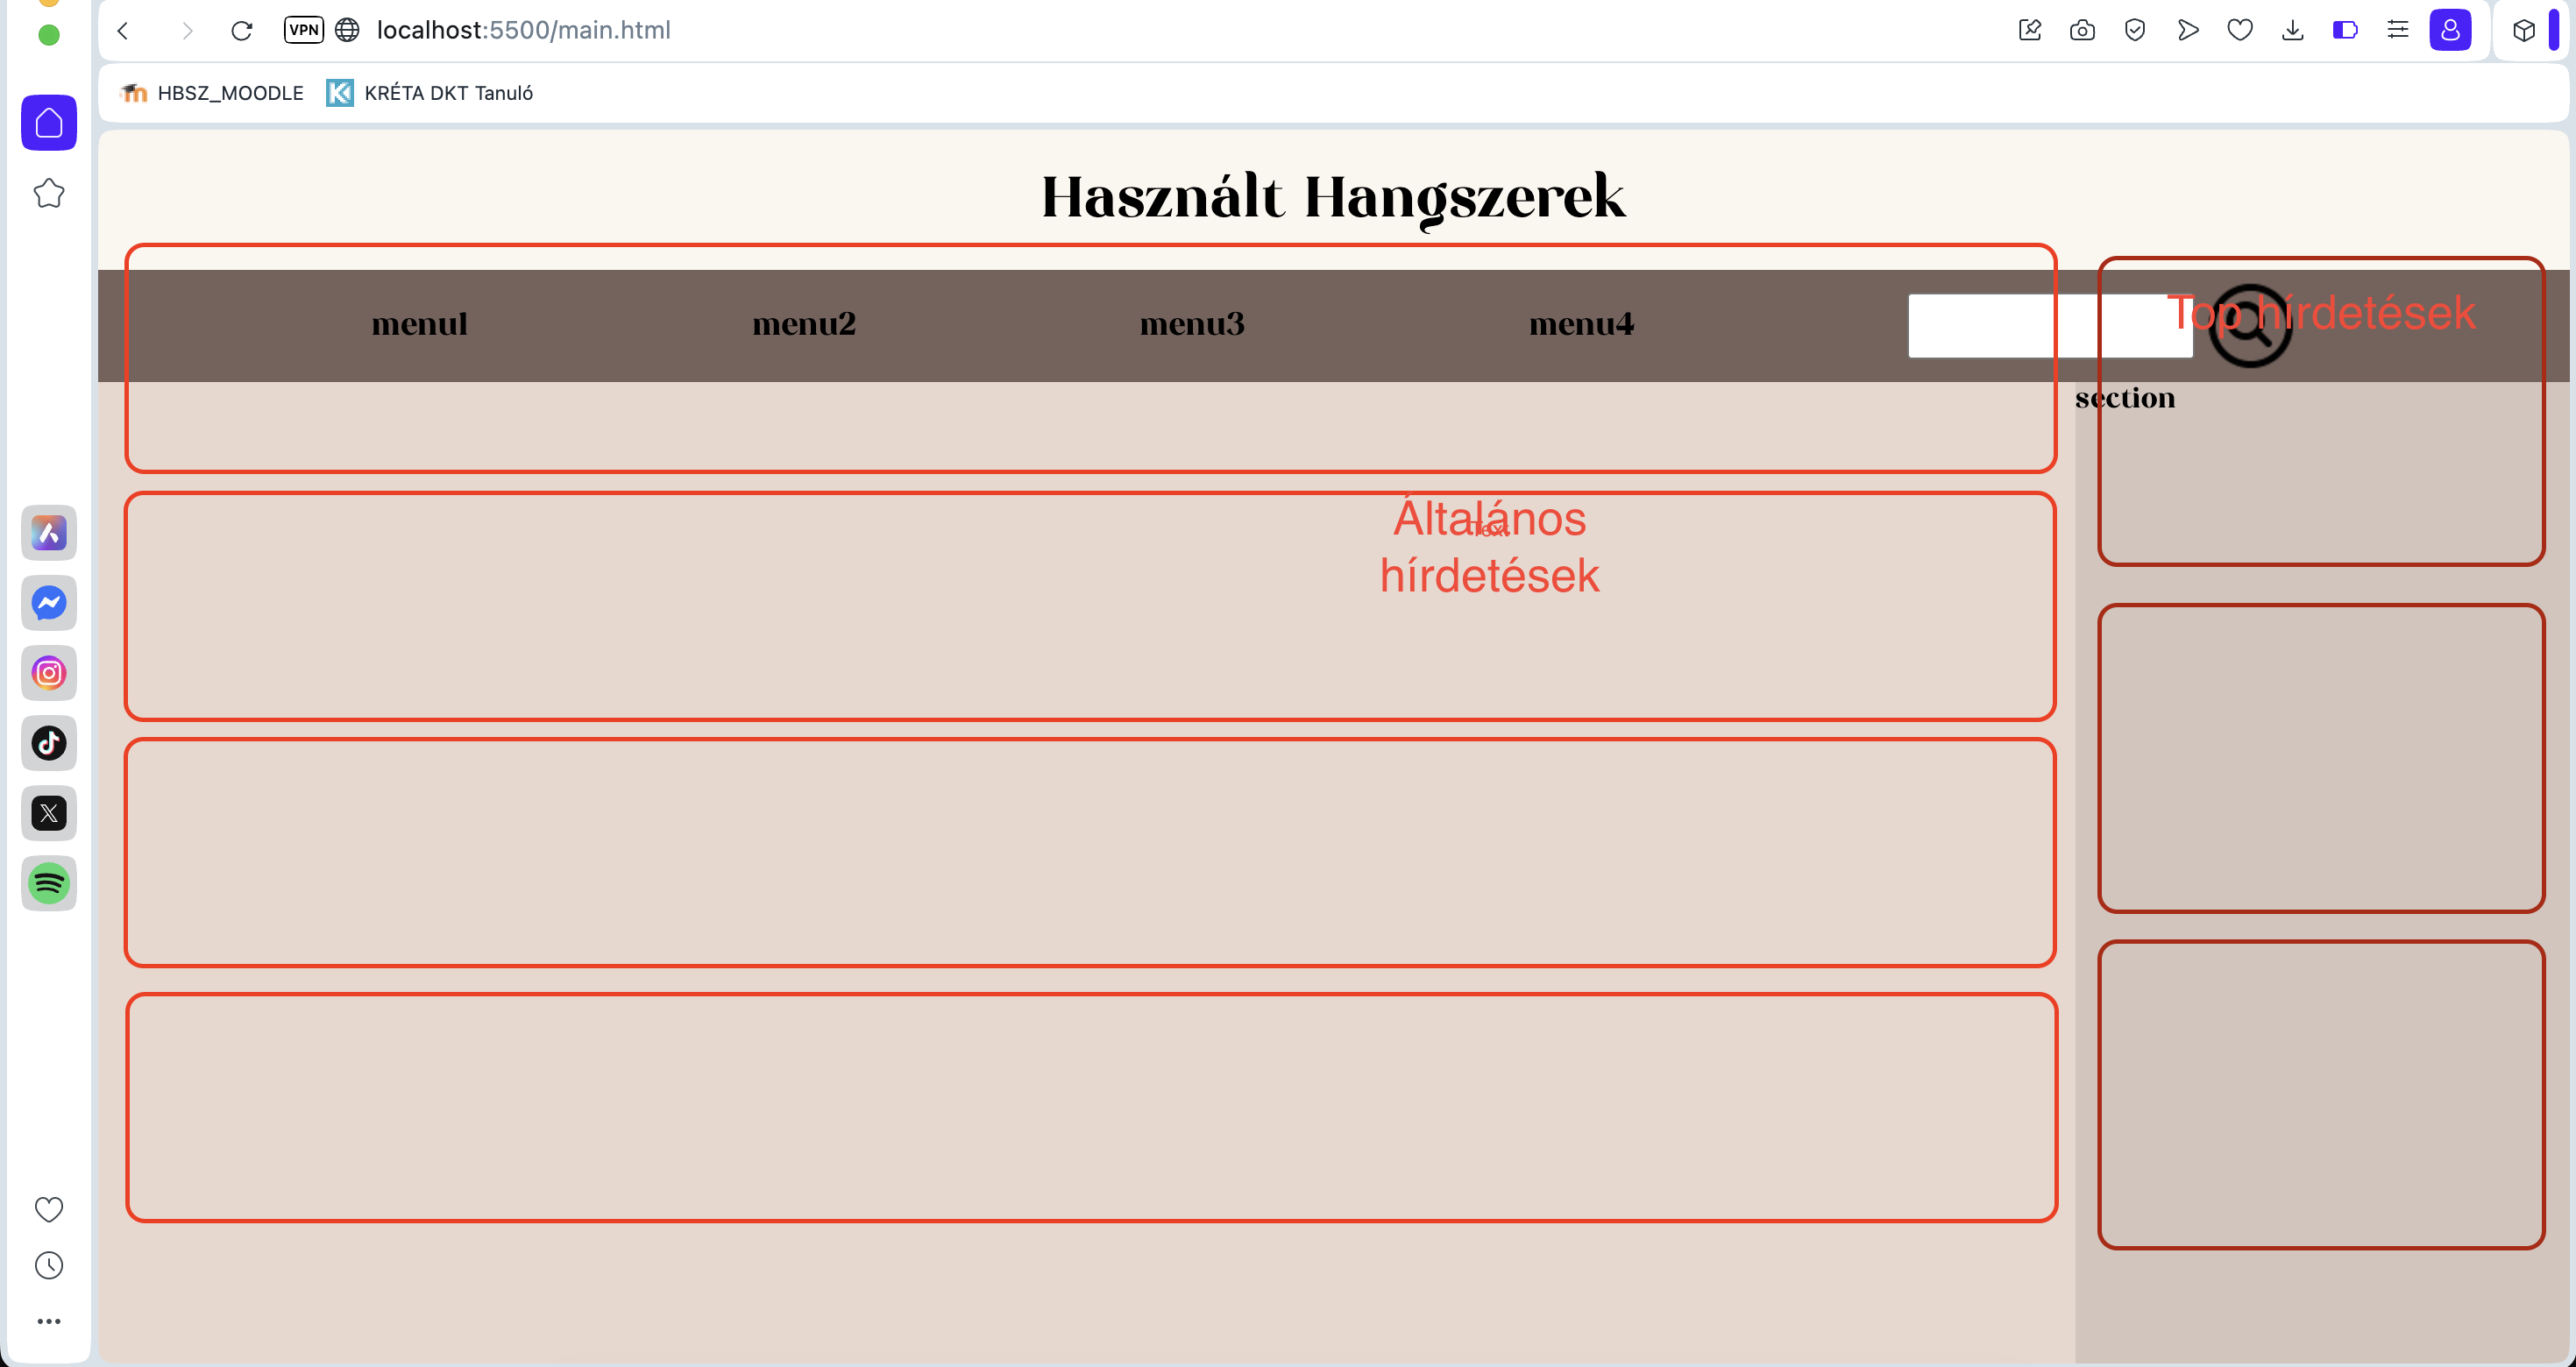 VPN
localhost:5500/main.html
HBSZ_MOODLE
KRÉTA DKT Tanuló
Használt Hangszerek
menu1
menu2
menu3
menu4
Top hírdetések
section
Általános
Text
hírdetések